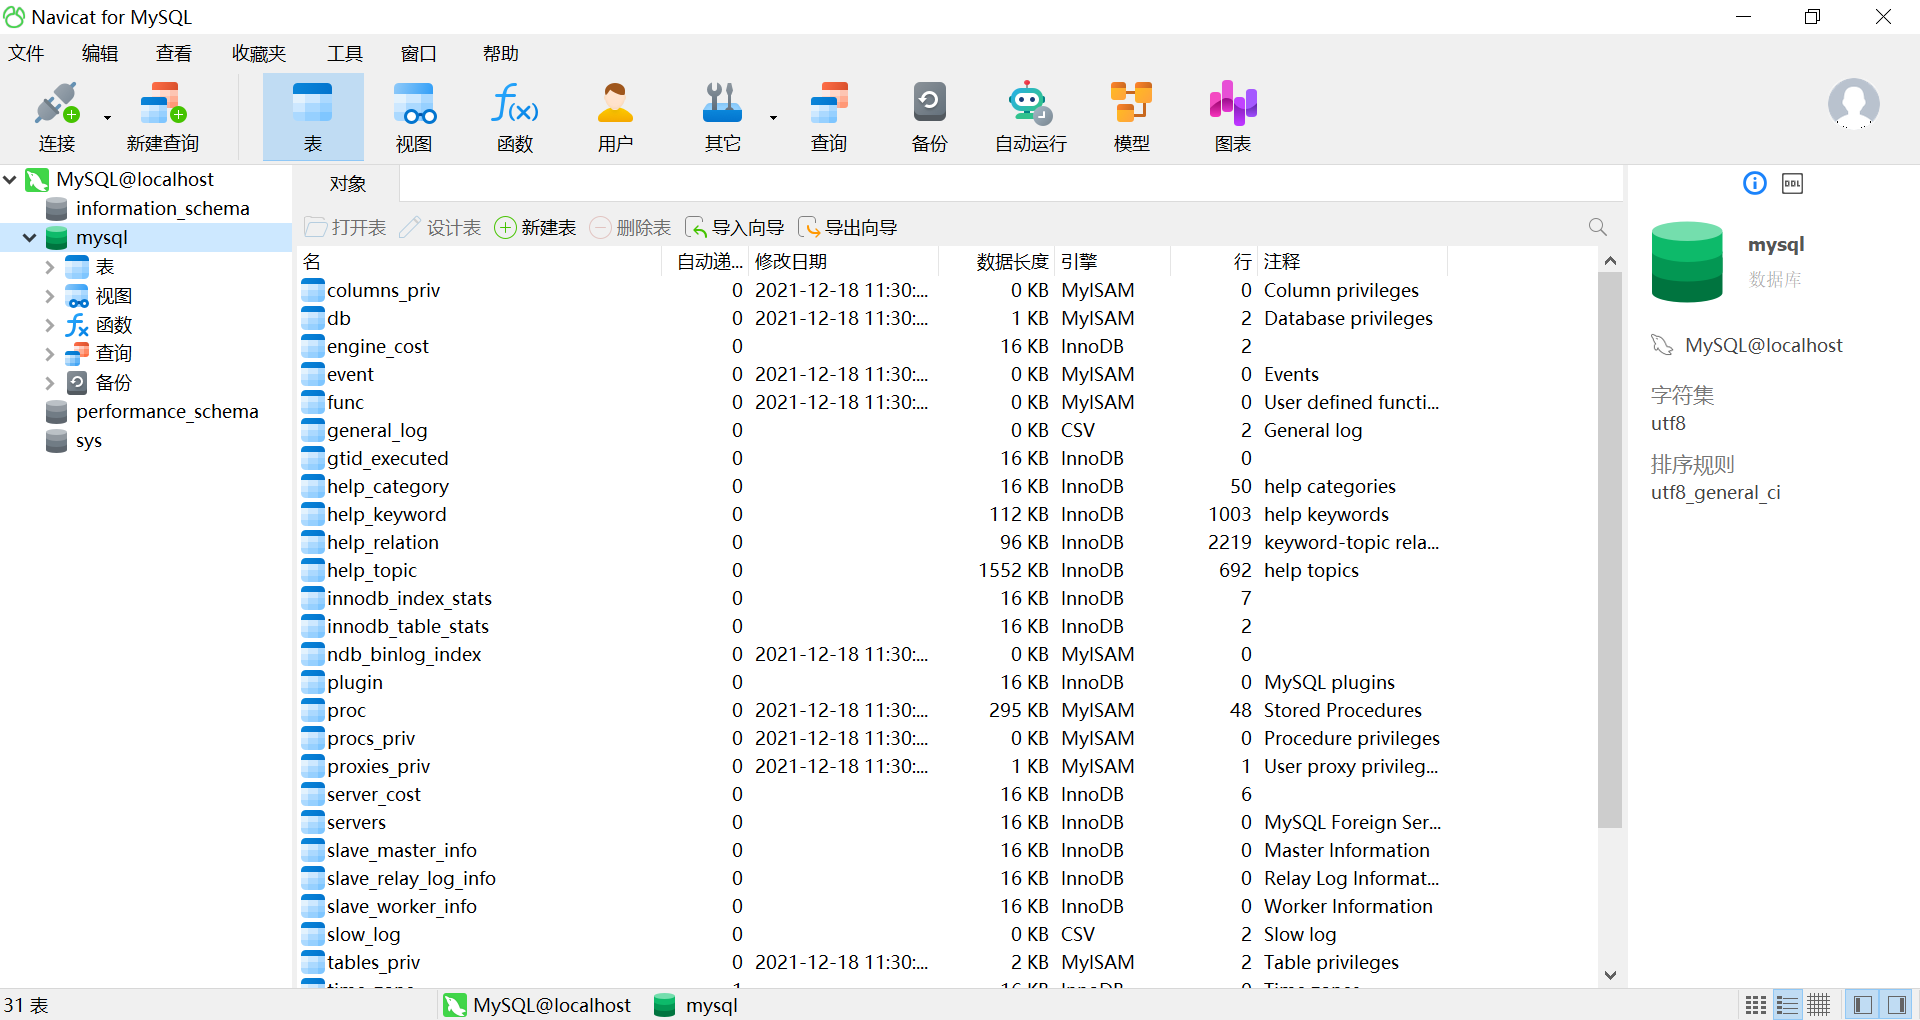 Navicat for MySQL
文件 编辑 查看 收藏夹 工具 窗口 帮助
连接 新建查询 表 视图 函数 用户 其它 查询 备份 自动运行 模型 图表
MySQL@localhost
information_schema
mysql
表
视图
函数
查询
备份
performance_schema
sys
对象
打开表 设计表 新建表 删除表 导入向导 导出向导
名 自动递... 修改日期 数据长度 引擎 行 注释
columns_priv 0 2021-12-18 11:30:... 0 KB MyISAM 0 Column privileges
db 0 2021-12-18 11:30:... 1 KB MyISAM 2 Database privileges
engine_cost 0 16 KB InnoDB 2
event 0 2021-12-18 11:30:... 0 KB MyISAM 0 Events
func 0 2021-12-18 11:30:... 0 KB MyISAM 0 User defined functi...
general_log 0 0 KB CSV 2 General log
gtid_executed 0 16 KB InnoDB 0
help_category 0 16 KB InnoDB 50 help categories
help_keyword 0 112 KB InnoDB 1003 help keywords
help_relation 0 96 KB InnoDB 2219 keyword-topic rela...
help_topic 0 1552 KB InnoDB 692 help topics
innodb_index_stats 0 16 KB InnoDB 7
innodb_table_stats 0 16 KB InnoDB 2
ndb_binlog_index 0 2021-12-18 11:30:... 0 KB MyISAM 0
plugin 0 16 KB InnoDB 0 MySQL plugins
proc 0 2021-12-18 11:30:... 295 KB MyISAM 48 Stored Procedures
procs_priv 0 2021-12-18 11:30:... 0 KB MyISAM 0 Procedure privileges
proxies_priv 0 2021-12-18 11:30:... 1 KB MyISAM 1 User proxy privileg...
server_cost 0 16 KB InnoDB 6
servers 0 16 KB InnoDB 0 MySQL Foreign Ser...
slave_master_info 0 16 KB InnoDB 0 Master Information
slave_relay_log_info 0 16 KB InnoDB 0 Relay Log Informat...
slave_worker_info 0 16 KB InnoDB 0 Worker Information
slow_log 0 0 KB CSV 2 Slow log
tables_priv 0 2021-12-18 11:30:... 2 KB MyISAM 2 Table privileges
DDL
mysql
数据库
MySQL@localhost
字符集
utf8
排序规则
utf8_general_ci
31 表 MySQL@localhost mysql